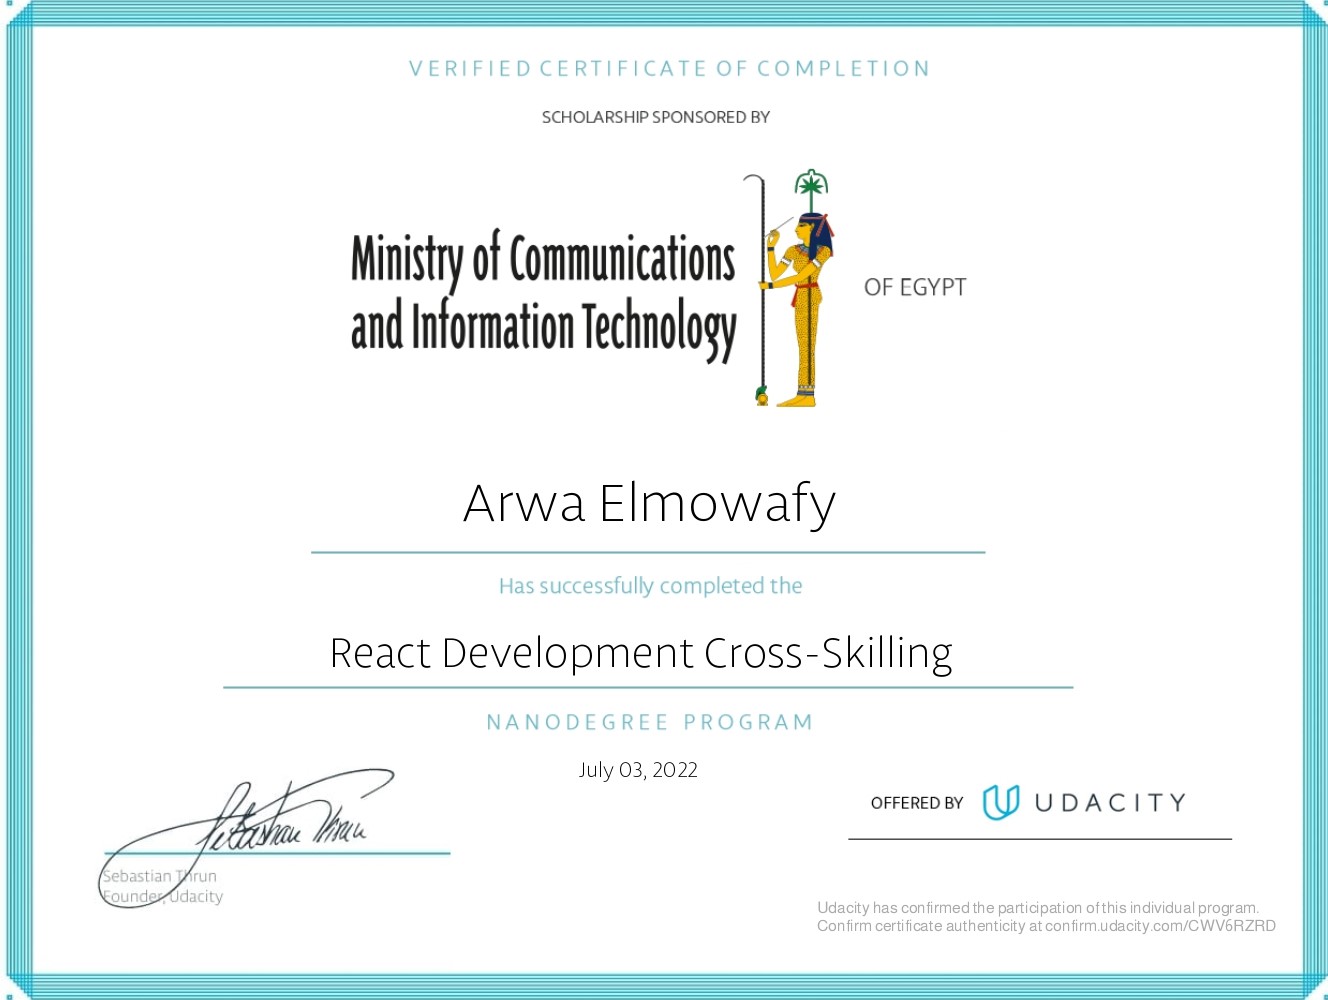 VERIFIED CERTIFICATE OF COMPLETION
SCHOLARSHIP SPONSORED BY
Ministry of Communications
and Information Technology
OF EGYPT
Arwa Elmowafy
Has successfully completed the
React Development Cross-Skilling
NANODEGREE PROGRAM
July 03, 2022
Sebastian Thrun
Sebastian Thrun
Founder, Udacity
OFFERED BY UDACITY
Udacity has confirmed the participation of this individual program.
Confirm certificate authenticity at confirm.udacity.com/CWV6RZRD